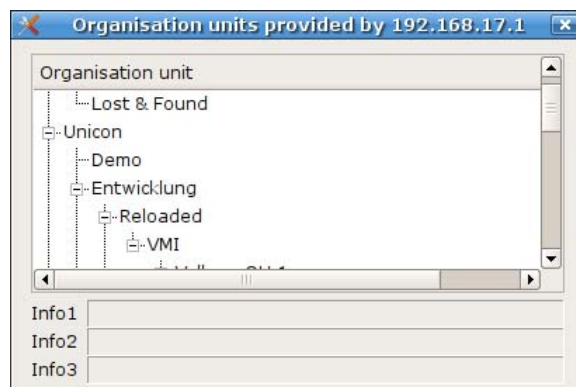 Organisation units provided by 192.168.17.1
Organisation unit
Lost & Found
Unicon
Demo
Entwicklung
Reloaded
VMI
Info1
Info2
Info3